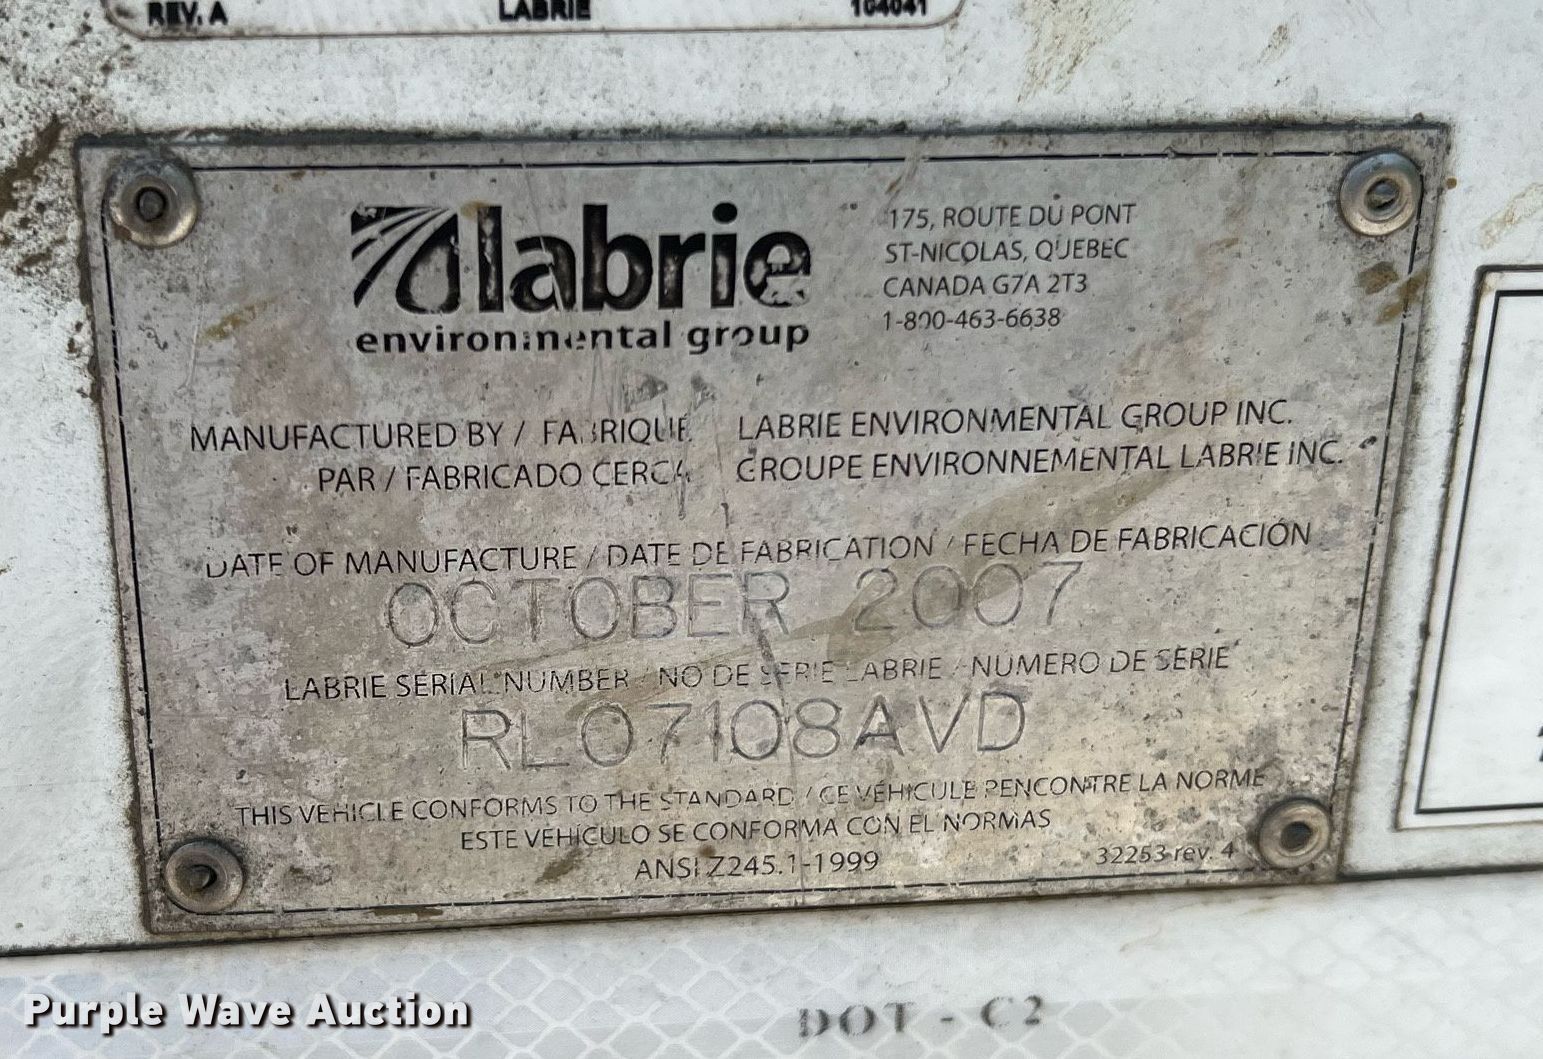 REV. A LABRIE 104041
labrie
environmental group
175, ROUTE DU PONT
ST-NICOLAS, QUEBEC
CANADA G7A 2T3
1-800-463-6638
MANUFACTURED BY / FABRIQUÉ LABRIE ENVIRONMENTAL GROUP INC.
PAR / FABRICADO CERCA GROUPE ENVIRONNEMENTAL LABRIE INC.
DATE OF MANUFACTURE / DATE DE FABRICATION / FECHA DE FABRICACIÓN
OCTOBER 2007
LABRIE SERIAL NUMBER / NO DE SERIE LABRIE / NÚMERO DE SERIE
RL07108AVD
THIS VEHICLE CONFORMS TO THE STANDARD / CE VÉHICULE RENCONTRE LA NORME
ESTE VEHÍCULO SE CONFORMA CON EL NORMAS
ANSI Z245.1-1999
32253 rev. 4
DOT - C2
Purple Wave Auction